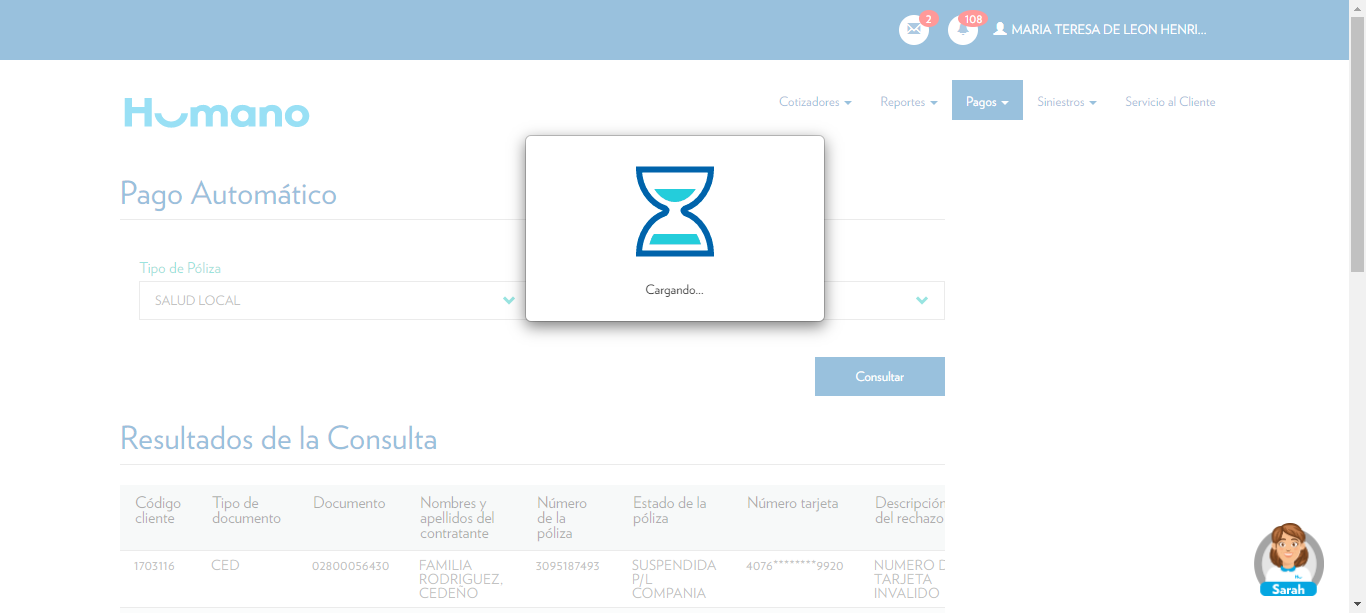 2
108
MARIA TERESA DE LEON HENRI...
Humano
Cotizadores
Reportes
Pagos
Siniestros
Servicio al Cliente
Pago Automático
Cargando...
Tipo de Póliza
SALUD LOCAL
Consultar
Resultados de la Consulta
Código cliente
Tipo de documento
Documento
Nombres y apellidos del contratante
Número de la póliza
Estado de la póliza
Número tarjeta
Descripción del rechazo
1703116
CED
02800056430
FAMILIA RODRIGUEZ, CEDEÑO
3095187493
SUSPENDIDA P/L COMPANIA
4076********9920
NUMERO D TARJETA INVALIDO
Sarah